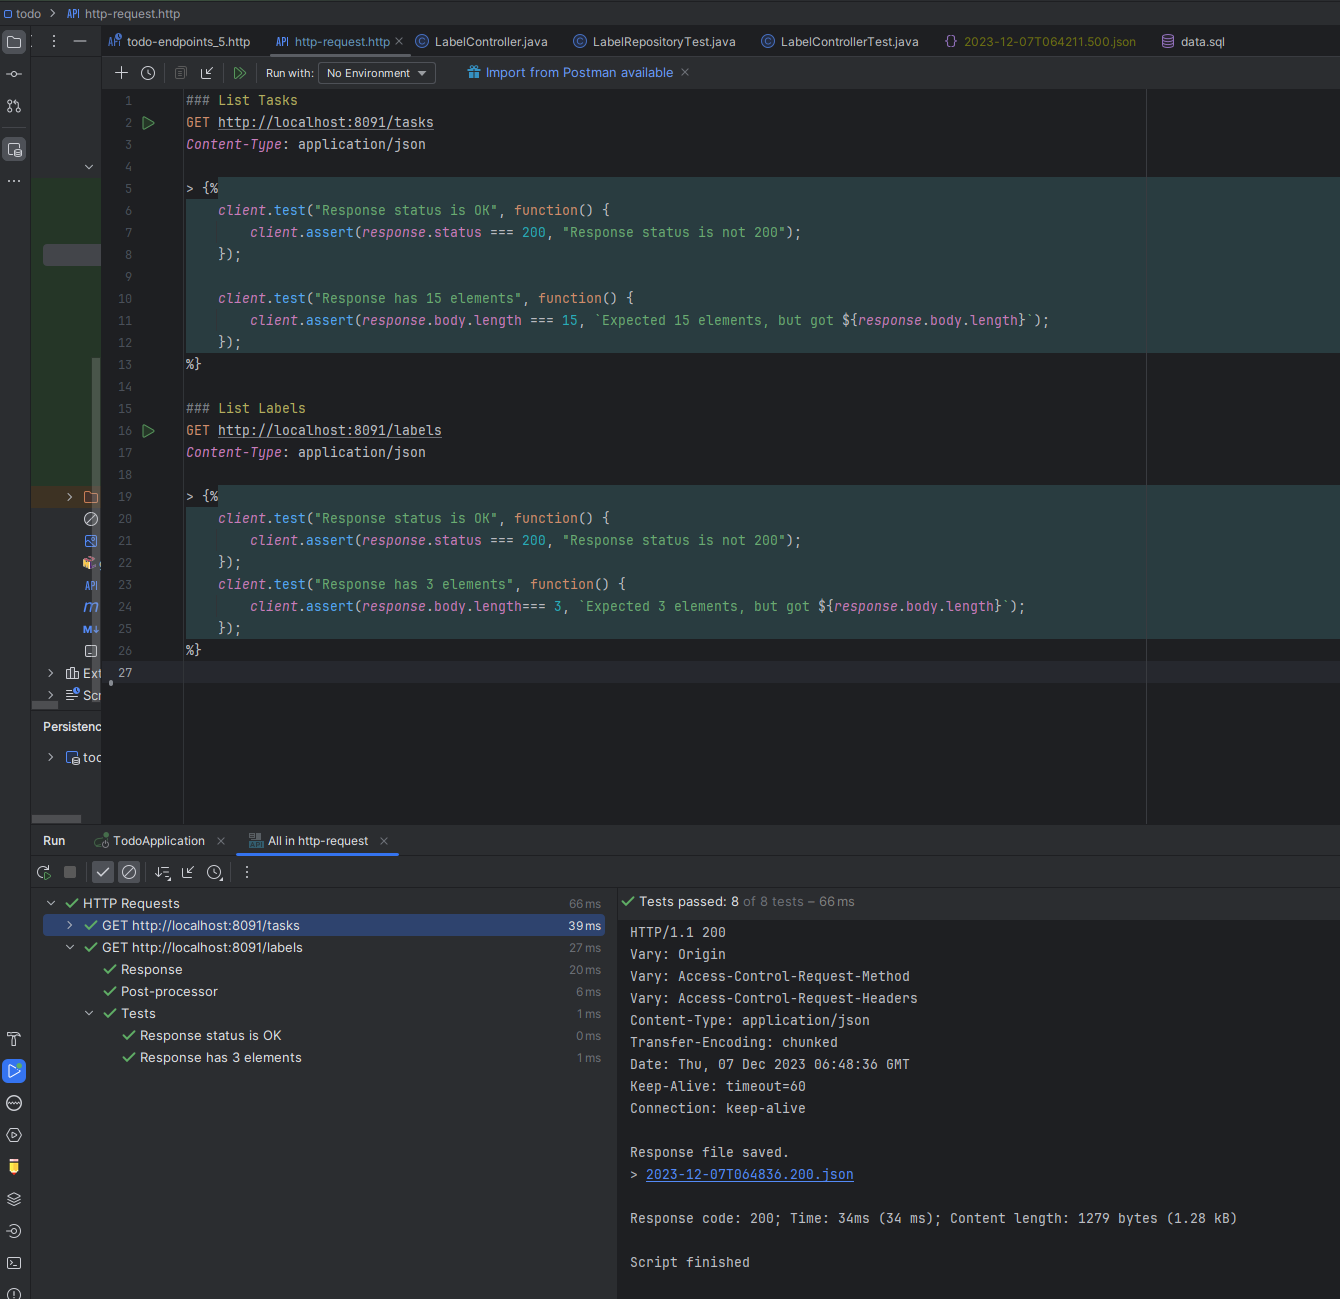 todo > API http-request.http
API todo-endpoints_5.http API http-request.http × C LabelController.java C LabelRepositoryTest.java C LabelControllerTest.java {} 2023-12-07T064211.500.json data.sql
Run with: No Environment Import from Postman available ×
1 ### List Tasks
2 GET http://localhost:8091/tasks
3 Content-Type: application/json
4
5 > {%
6 client.test("Response status is OK", function() {
7 client.assert(response.status === 200, "Response status is not 200");
8 });
9
10 client.test("Response has 15 elements", function() {
11 client.assert(response.body.length === 15, `Expected 15 elements, but got ${response.body.length}`);
12 });
13 %}
14
15 ### List Labels
16 GET http://localhost:8091/labels
17 Content-Type: application/json
18
19 > {%
20 client.test("Response status is OK", function() {
21 client.assert(response.status === 200, "Response status is not 200");
22 });
23 client.test("Response has 3 elements", function() {
24 client.assert(response.body.length=== 3, `Expected 3 elements, but got ${response.body.length}`);
25 });
26 %}
27
API
m
M↓
Ext
Scr
Persistenc
toc
Run TodoApplication × All in http-request ×
HTTP Requests 66 ms
GET http://localhost:8091/tasks 39 ms
GET http://localhost:8091/labels 27 ms
Response 20 ms
Post-processor 6 ms
Tests 1 ms
Response status is OK 0 ms
Response has 3 elements 1 ms
Tests passed: 8 of 8 tests – 66 ms
HTTP/1.1 200
Vary: Origin
Vary: Access-Control-Request-Method
Vary: Access-Control-Request-Headers
Content-Type: application/json
Transfer-Encoding: chunked
Date: Thu, 07 Dec 2023 06:48:36 GMT
Keep-Alive: timeout=60
Connection: keep-alive
Response file saved.
> 2023-12-07T064836.200.json
Response code: 200; Time: 34ms (34 ms); Content length: 1279 bytes (1.28 kB)
Script finished